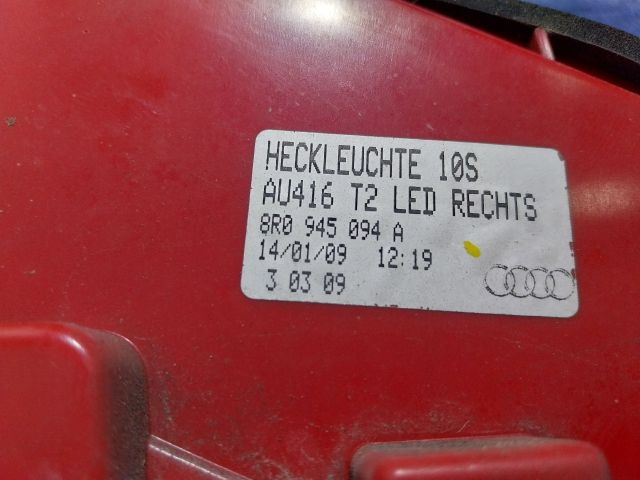 HECKLEUCHTE 10S
AU416 T2 LED RECHTS
8R0 945 094 A
14/01/09 12:19
3 03 09